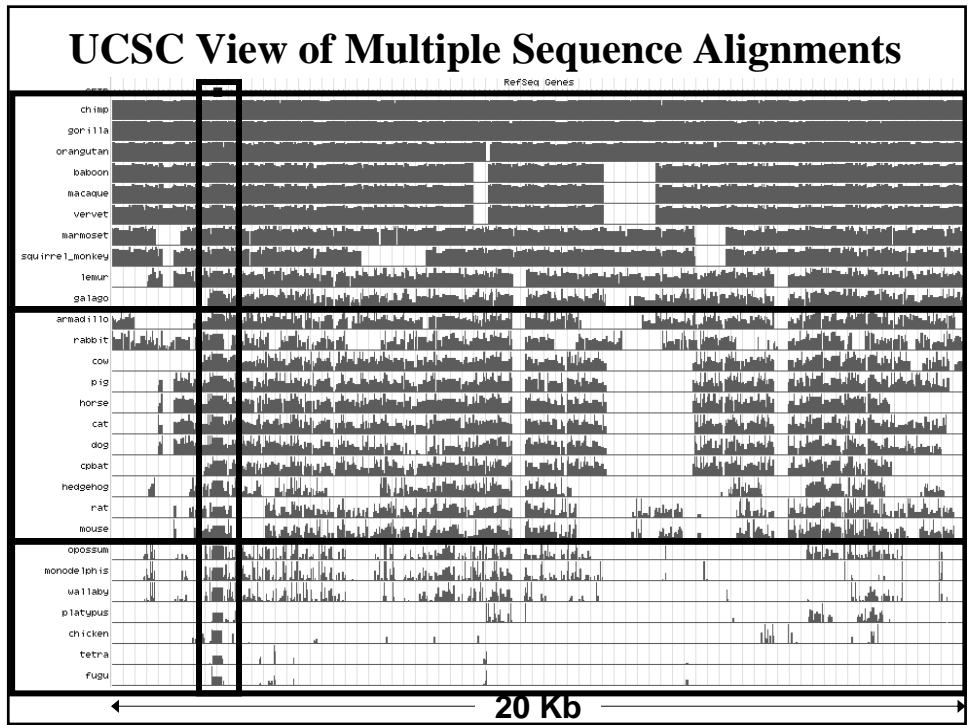 UCSC View of Multiple Sequence Alignments
RefSeq Genes
chimp
gorilla
orangutan
baboon
macaque
vervet
marmoset
squirrel_monkey
lemur
galago
armadillo
rabbit
cow
pig
horse
cat
dog
cpbat
hedgehog
rat
mouse
opossum
monodelphis
wallaby
platypus
chicken
tetra
fugu
20 Kb